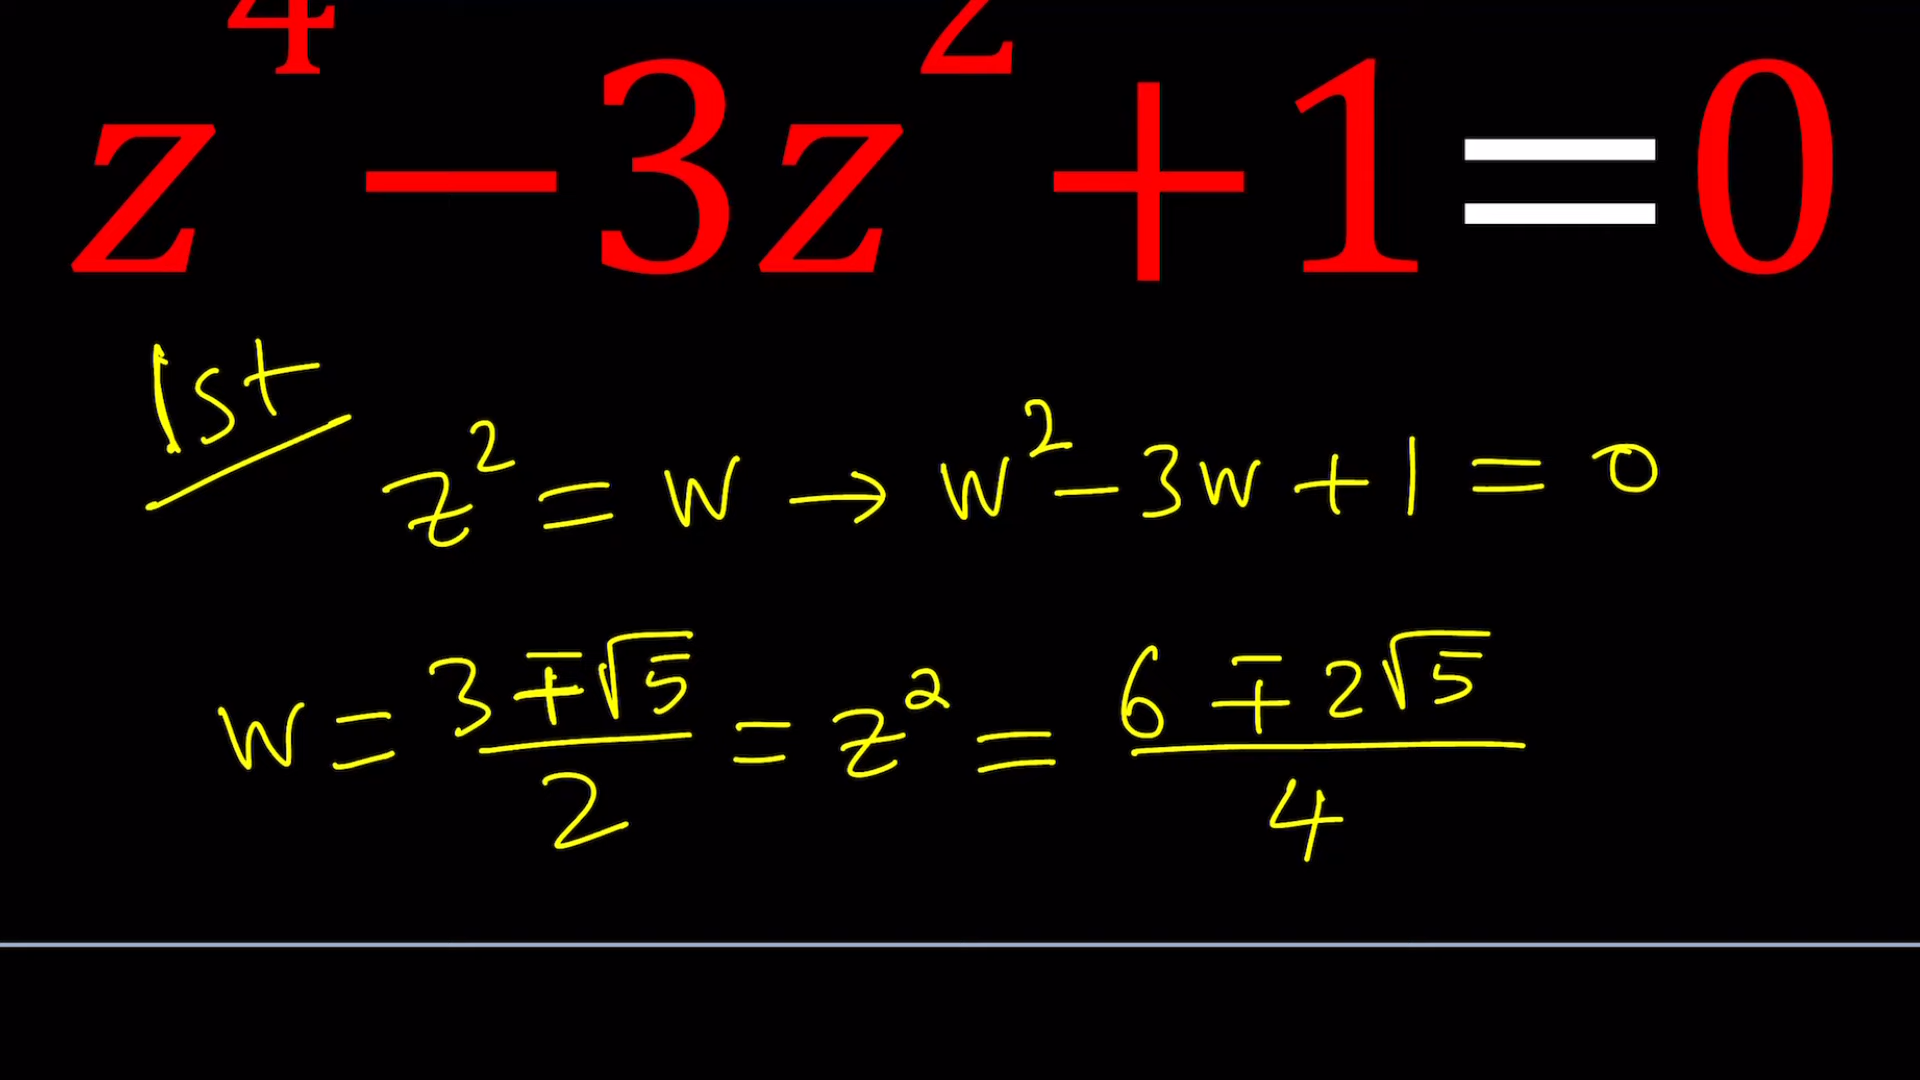 z⁴−3z²+1=0
1st
z² = w → w² − 3w + 1 = 0
w = (3 ∓ √5)/2 = z² = (6 ∓ 2√5)/4